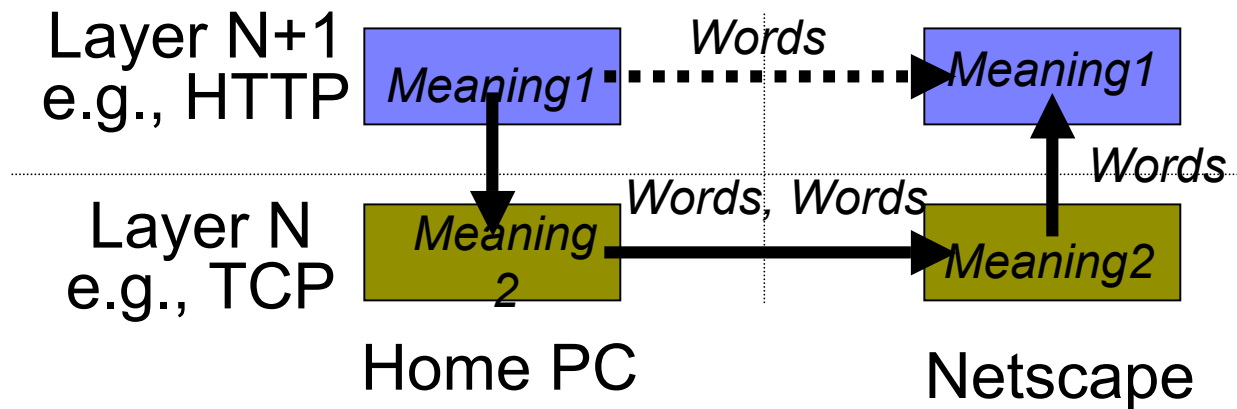 Layer N+1
e.g., HTTP
Meaning1
Words
Meaning1
Words
Layer N
e.g., TCP
Meaning
2
Words, Words
Meaning2
Home PC
Netscape